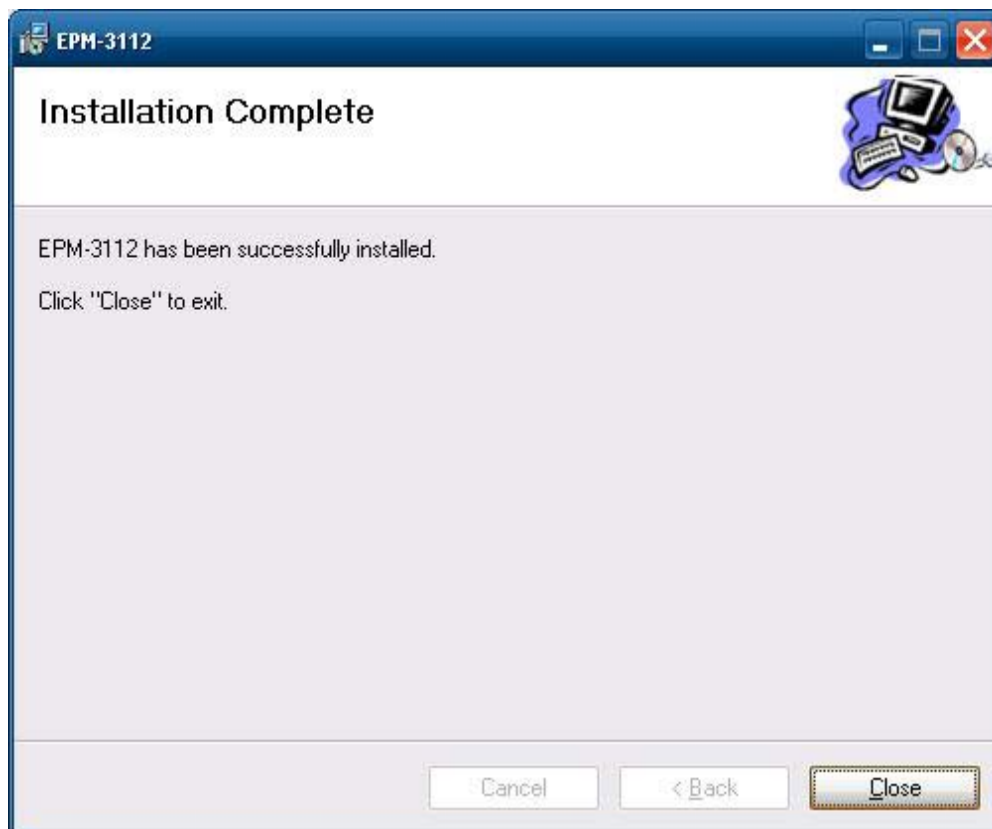 EPM-3112
Installation Complete
EPM-3112 has been successfully installed.
Click "Close" to exit.
Cancel
< Back
Close